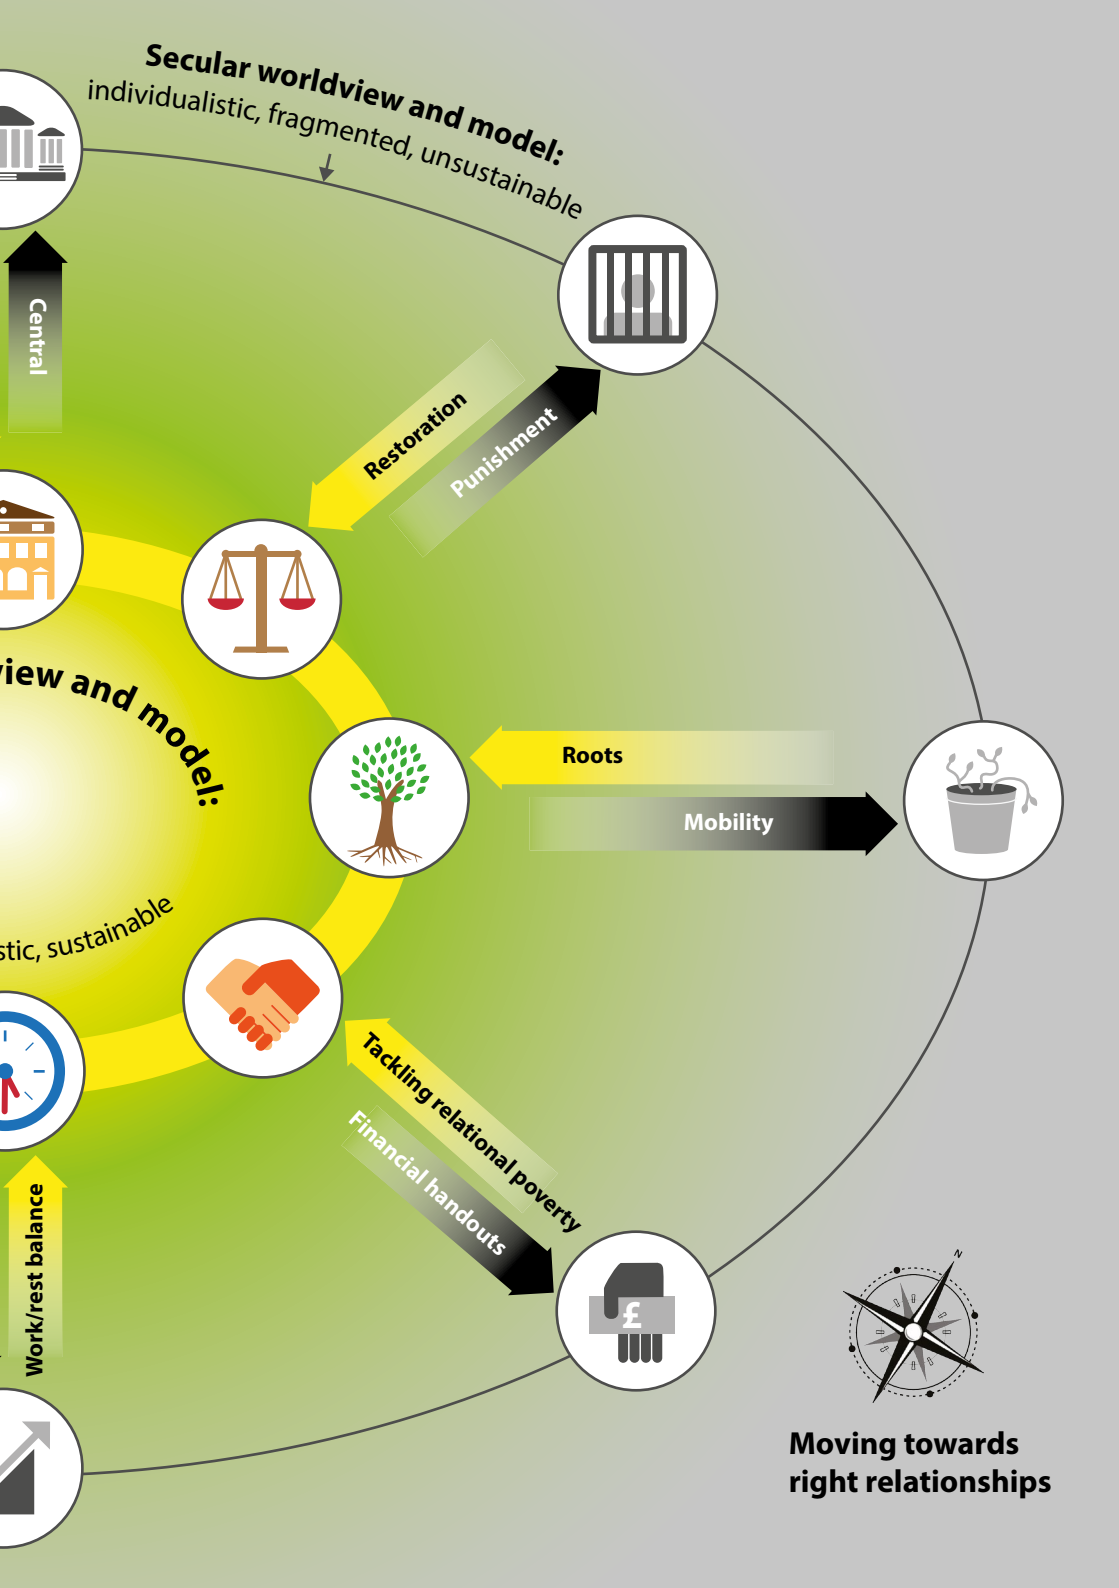 Secular worldview and model:
individualistic, fragmented, unsustainable
Central
Restoration
Punishment
view and model:
Roots
Mobility
stic, sustainable
Tackling relational poverty
Financial handouts
Work/rest balance
£
N
Moving towards
right relationships